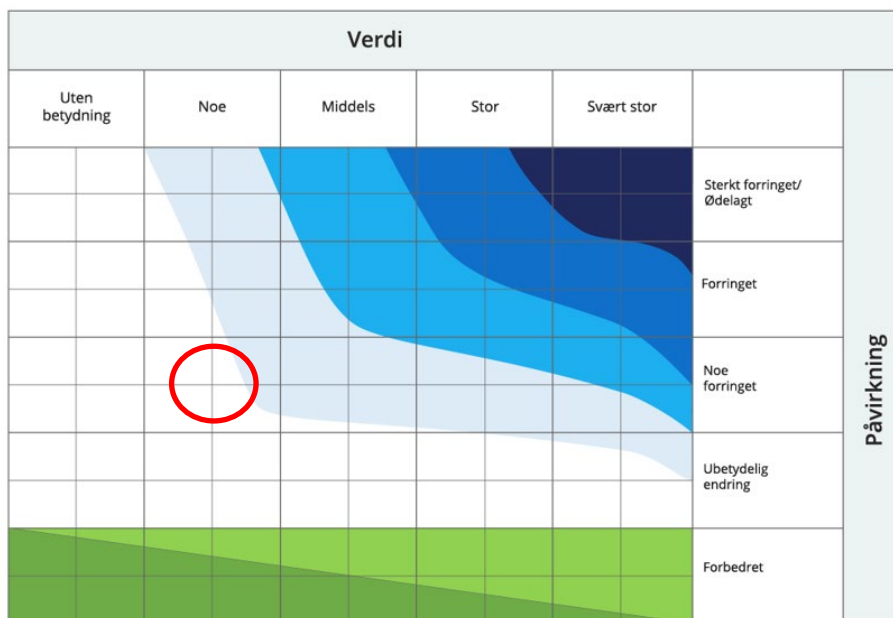 Verdi
Uten
betydning
Noe
Middels
Stor
Svært stor
Sterkt forringet/
Ødelagt
Forringet
Noe
forringet
Ubetydelig
endring
Forbedret
Påvirkning